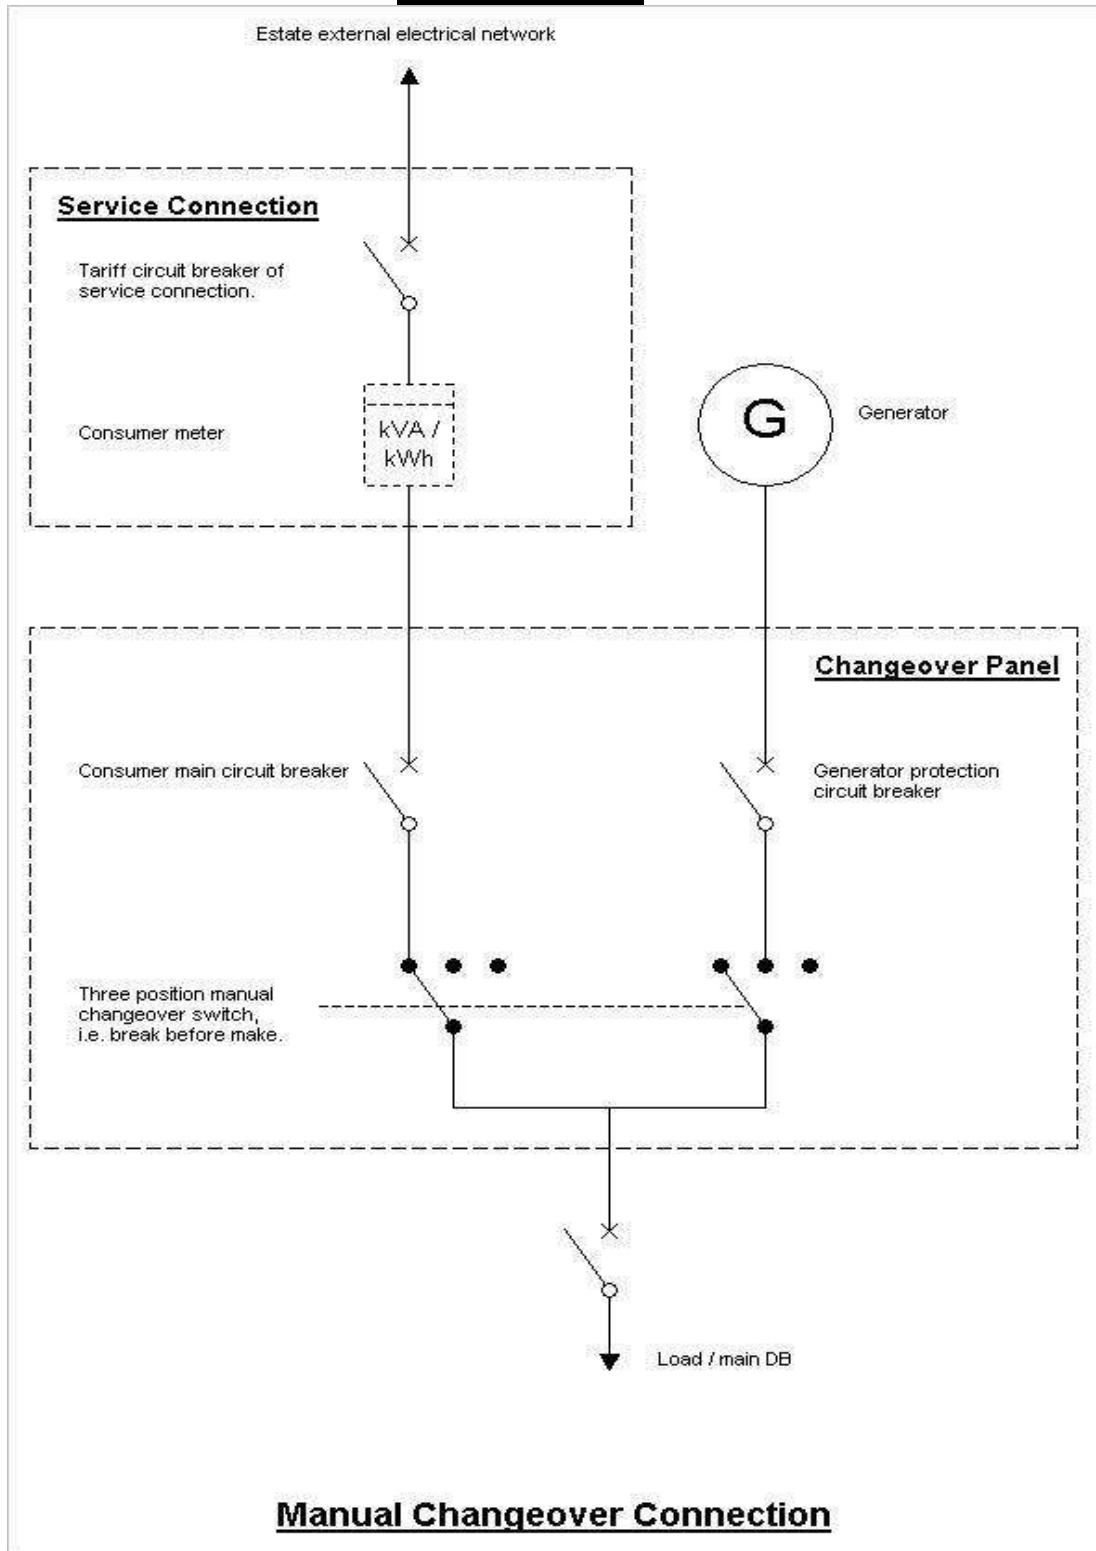 Estate external electrical network
Service Connection
Tariff circuit breaker of
service connection.
Consumer meter
kVA /
kWh
G
Generator
Changeover Panel
Consumer main circuit breaker
Generator protection
circuit breaker
Three position manual
changeover switch,
i.e. break before make.
Load / main DB
Manual Changeover Connection